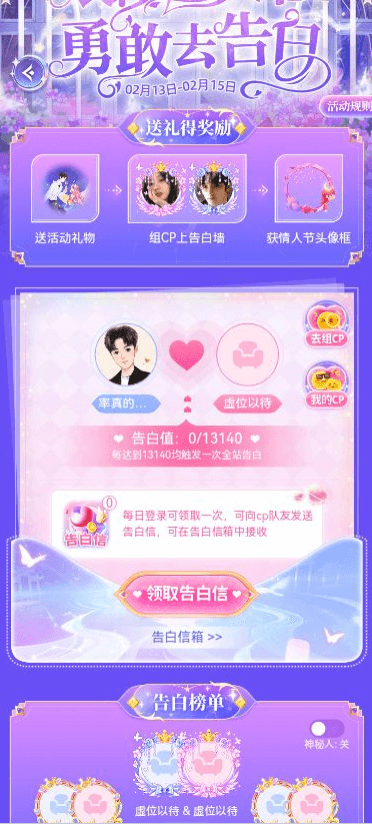 勇敢去告白
02月13日-02月15日
活动规则
送礼得奖励
送活动礼物
组CP上告白墙
获情人节头像框
去组CP
我的CP
率真的...
虚位以待
告白值：0/13140
每达到13140均触发一次全站告白
0
告白信
每日登录可领取一次，可向cp队友发送
告白信，可在告白信箱中接收
领取告白信
告白信箱 >>
告白榜单
神秘人: 关
虚位以待 & 虚位以待